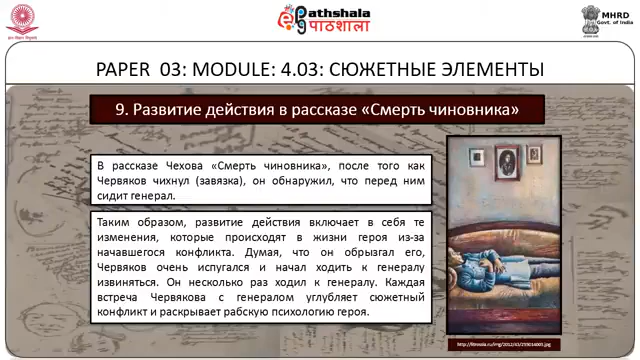 Pathshala
पाठशाला
MHRD
Govt. of India
PAPER 03: MODULE: 4.03: СЮЖЕТНЫЕ ЭЛЕМЕНТЫ
9. Развитие действия в рассказе «Смерть чиновника»
В рассказе Чехова «Смерть чиновника», после того как
Червяков чихнул (завязка), он обнаружил, что перед ним
сидит генерал.
Таким образом, развитие действия включает в себя те
изменения, которые происходят в жизни героя из-за
начавшегося конфликта. Думая, что он обрызгал его,
Червяков очень испугался и начал ходить к генералу
извиняться. Он несколько раз ходил к генералу. Каждая
встреча Червякова с генералом углубляет сюжетный
конфликт и раскрывает рабскую психологию героя.